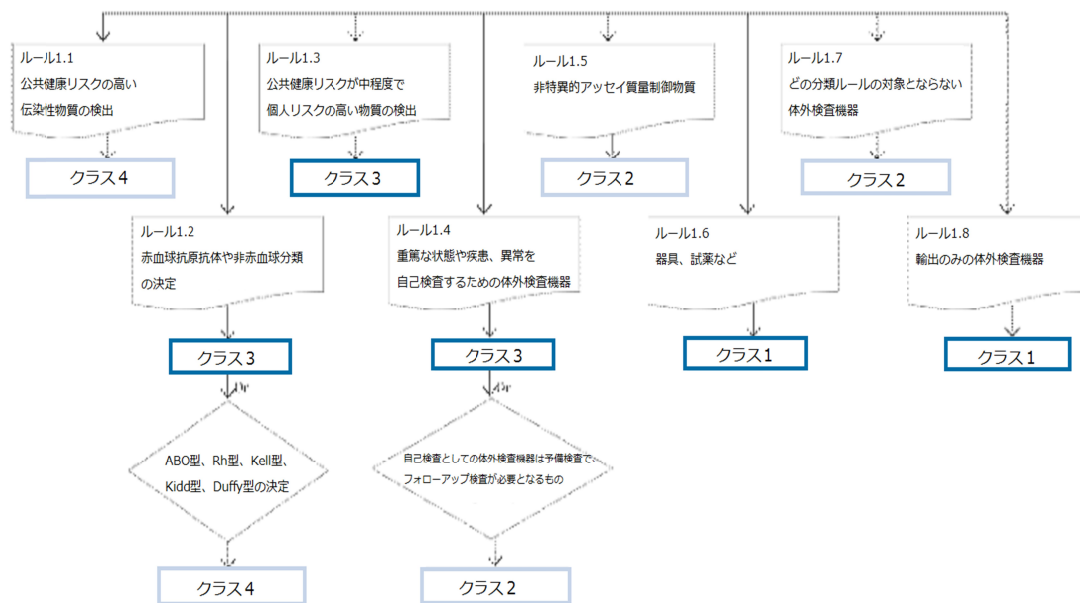 ルール1.1
公共健康リスクの高い
伝染性物質の検出
クラス4
ルール1.3
公共健康リスクが中程度で
個人リスクの高い物質の検出
クラス3
ルール1.5
非特異的アッセイ質量制御物質
クラス2
ルール1.7
どの分類ルールの対象とならない
体外検査機器
クラス2
ルール1.2
赤血球抗原抗体や非赤血球分類
の決定
クラス3
Or
ABO型、Rh型、Kell型、
Kidd型、Duffy型の決定
クラス4
ルール1.4
重篤な状態や疾患、異常を
自己検査するための体外検査機器
クラス3
Or
自己検査としての体外検査機器は予備検査で、
フォローアップ検査が必要となるもの
クラス2
ルール1.6
器具、試薬など
クラス1
ルール1.8
輸出のみの体外検査機器
クラス1